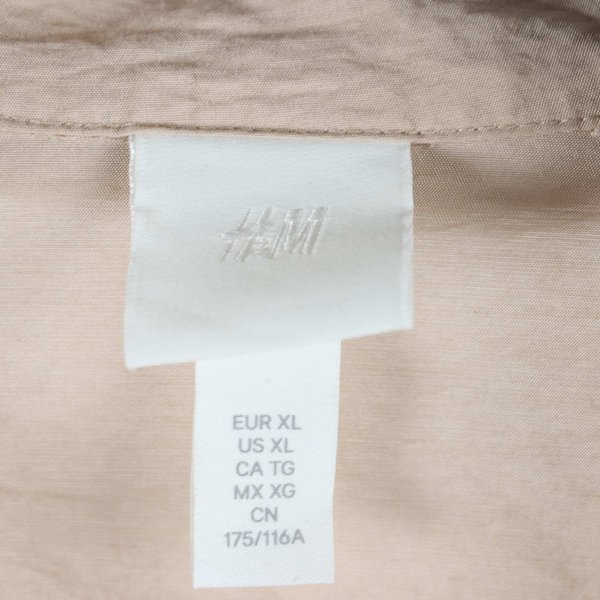 H&M
EUR XL
US XL
CA TG
MX XG
CN
175/116A